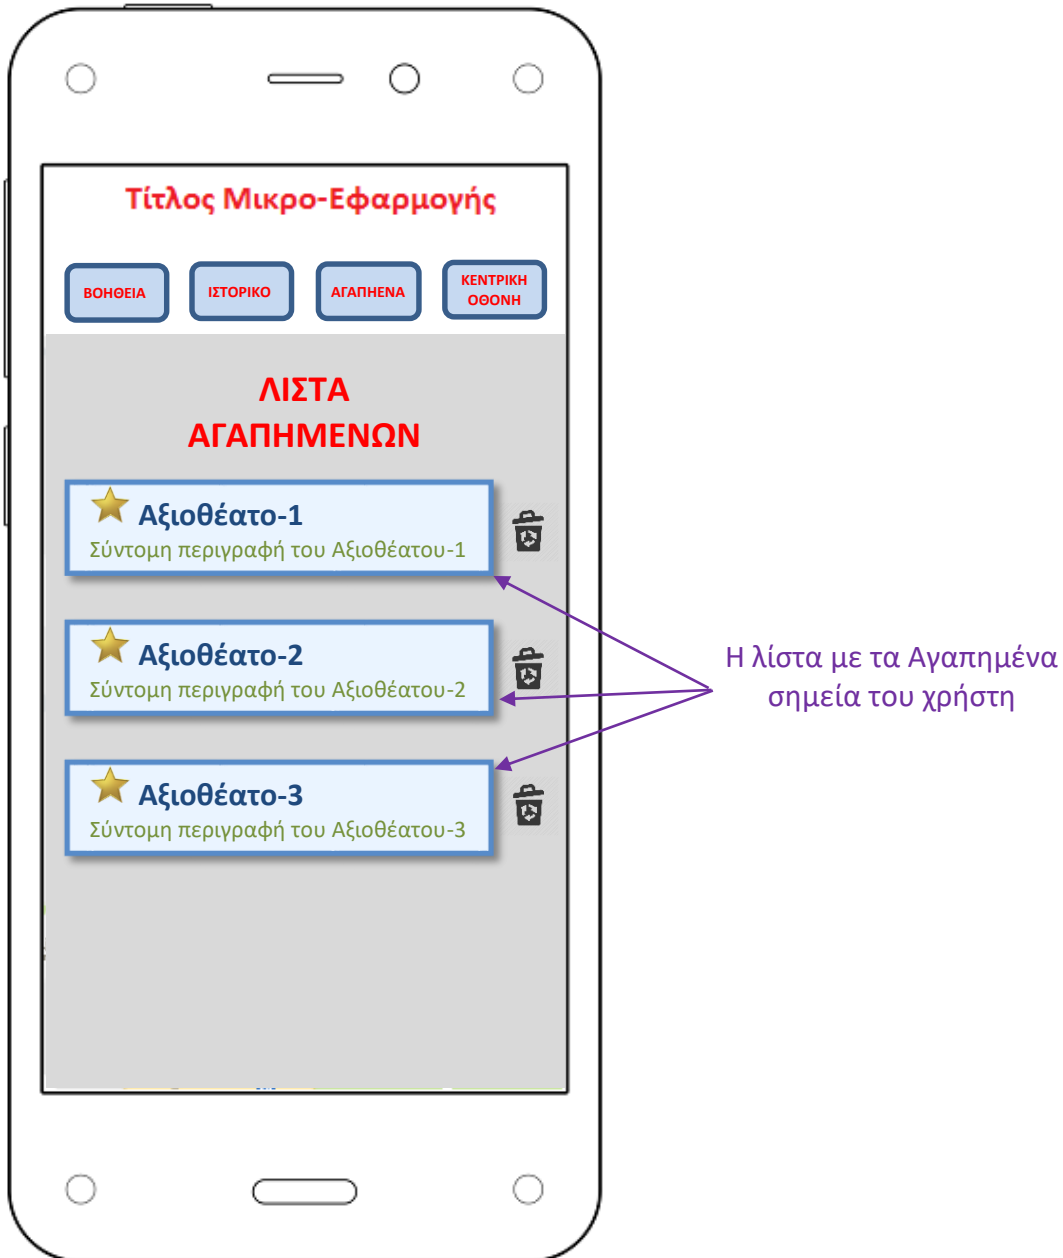 Τίτλος Μικρο-Εφαρμογής
ΒΟΗΘΕΙΑ
ΙΣΤΟΡΙΚΟ
ΑΓΑΠΗΕΝΑ
ΚΕΝΤΡΙΚΗ
ΟΘΟΝΗ
ΛΙΣΤΑ
ΑΓΑΠΗΜΕΝΩΝ
Αξιοθέατο-1
Σύντομη περιγραφή του Αξιοθέατου-1
Αξιοθέατο-2
Σύντομη περιγραφή του Αξιοθέατου-2
Αξιοθέατο-3
Σύντομη περιγραφή του Αξιοθέατου-3
Η λίστα με τα Αγαπημένα
σημεία του χρήστη